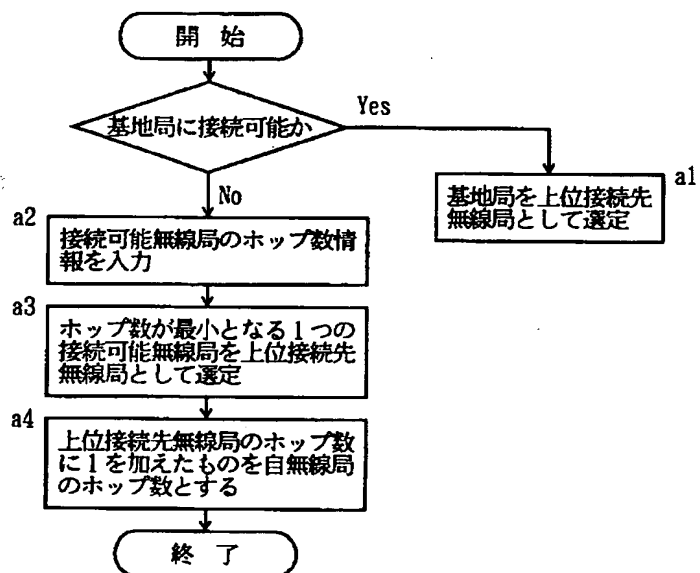 開 始
基地局に接続可能か
Yes
No
a1
基地局を上位接続先
無線局として選定
a2
接続可能無線局のホップ数情
報を入力
a3
ホップ数が最小となる1つの
接続可能無線局を上位接続先
無線局として選定
a4
上位接続先無線局のホップ数
に1を加えたものを自無線局
のホップ数とする
終 了